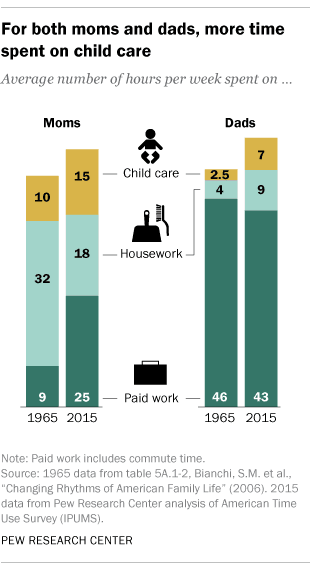 For both moms and dads, more time
spent on child care
Average number of hours per week spent on ...
Moms
Dads
Child care
Housework
Paid work
10
32
9
15
18
25
2.5
4
46
7
9
43
1965 2015
1965 2015
Note: Paid work includes commute time.
Source: 1965 data from table 5A.1-2, Bianchi, S.M. et al.,
“Changing Rhythms of American Family Life” (2006). 2015
data from Pew Research Center analysis of American Time
Use Survey (IPUMS).
PEW RESEARCH CENTER